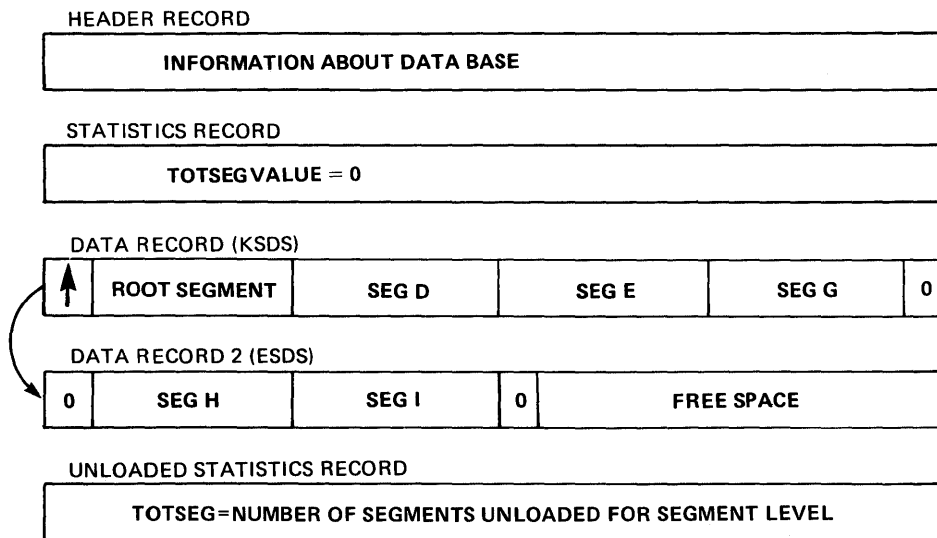 HEADER RECORD
INFORMATION ABOUT DATA BASE
STATISTICS RECORD
TOTSEG VALUE = 0
DATA RECORD (KSDS)
ROOT SEGMENT SEG D SEG E SEG G 0
DATA RECORD 2 (ESDS)
0 SEG H SEG I 0 FREE SPACE
UNLOADED STATISTICS RECORD
TOTSEG=NUMBER OF SEGMENTS UNLOADED FOR SEGMENT LEVEL